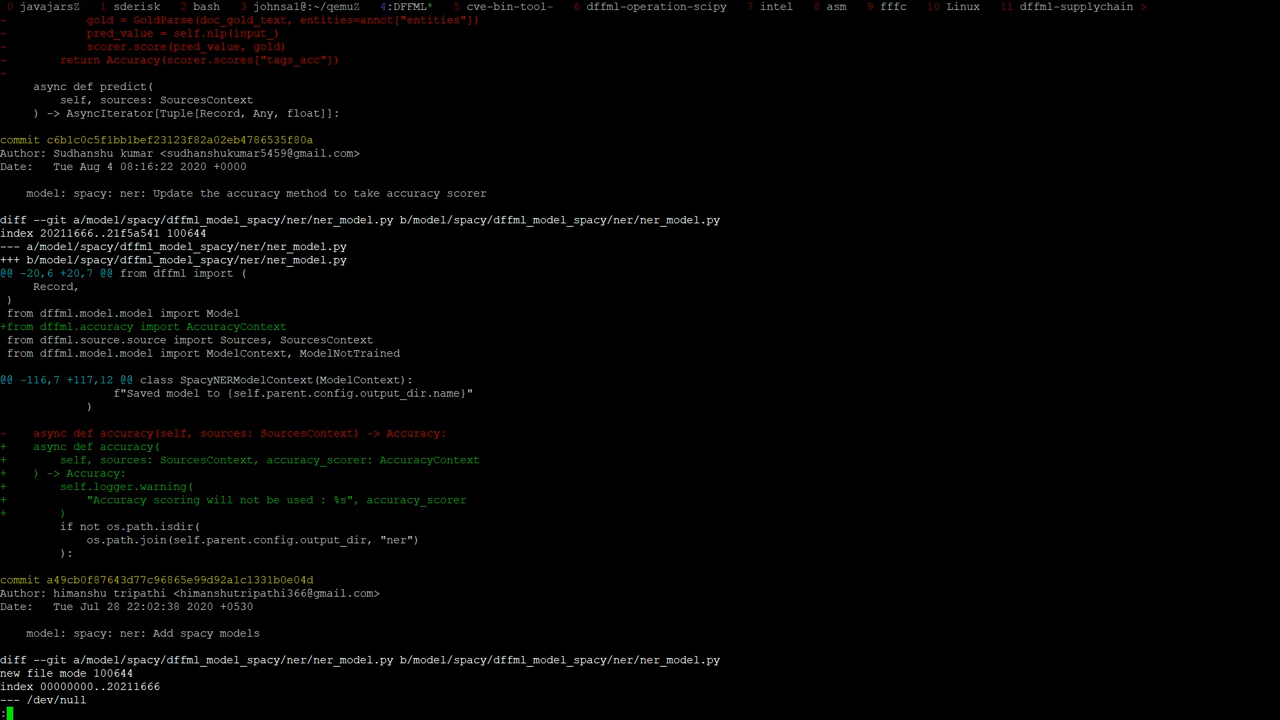 0 javajarsZ 1 sderisk 2 bash 3 johnsa1@:~/qemuZ 4:DFFML* 5 cve-bin-tool- 6 dffml-operation-scipy 7 intel 8 asm 9 fffc 10 Linux 11 dffml-supplychain >
- gold = GoldParse(doc_gold_text, entities=annot["entities"])
- pred_value = self.nlp(input_)
- scorer.score(pred_value, gold)
- return Accuracy(scorer.scores["tags_acc"])
-
async def predict(
self, sources: SourcesContext
) -> AsyncIterator[Tuple[Record, Any, float]]:
commit c6b1c0c5f1bb1bef23123f82a02eb4786535f80a
Author: Sudhanshu kumar <sudhanshukumar5459@gmail.com>
Date: Tue Aug 4 08:16:22 2020 +0000
model: spacy: ner: Update the accuracy method to take accuracy scorer
diff --git a/model/spacy/dffml_model_spacy/ner/ner_model.py b/model/spacy/dffml_model_spacy/ner/ner_model.py
index 20211666..21f5a541 100644
--- a/model/spacy/dffml_model_spacy/ner/ner_model.py
+++ b/model/spacy/dffml_model_spacy/ner/ner_model.py
@@ -20,6 +20,7 @@ from dffml import (
Record,
)
from dffml.model.model import Model
+from dffml.accuracy import AccuracyContext
from dffml.source.source import Sources, SourcesContext
from dffml.model.model import ModelContext, ModelNotTrained
@@ -116,7 +117,12 @@ class SpacyNERModelContext(ModelContext):
f"Saved model to {self.parent.config.output_dir.name}"
)
- async def accuracy(self, sources: SourcesContext) -> Accuracy:
+ async def accuracy(
+ self, sources: SourcesContext, accuracy_scorer: AccuracyContext
+ ) -> Accuracy:
+ self.logger.warning(
+ "Accuracy scoring will not be used : %s", accuracy_scorer
+ )
if not os.path.isdir(
os.path.join(self.parent.config.output_dir, "ner")
):
commit a49cb0f87643d77c96865e99d92a1c1331b0e04d
Author: himanshu tripathi <himanshutripathi366@gmail.com>
Date: Tue Jul 28 22:02:38 2020 +0530
model: spacy: ner: Add spacy models
diff --git a/model/spacy/dffml_model_spacy/ner/ner_model.py b/model/spacy/dffml_model_spacy/ner/ner_model.py
new file mode 100644
index 00000000..20211666
--- /dev/null
: